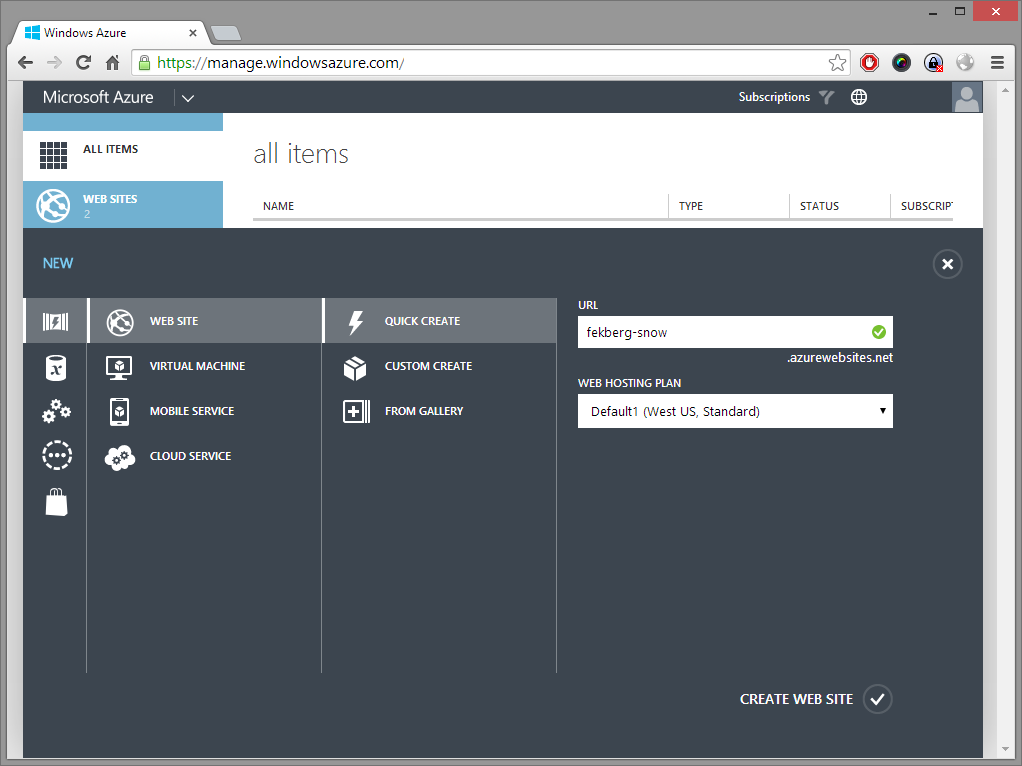 Windows Azure
https://manage.windowsazure.com/
Microsoft Azure
Subscriptions
ALL ITEMS
WEB SITES
2
all items
NAME TYPE STATUS SUBSCRIP
NEW
WEB SITE
VIRTUAL MACHINE
MOBILE SERVICE
CLOUD SERVICE
QUICK CREATE
CUSTOM CREATE
FROM GALLERY
URL
fekberg-snow
.azurewebsites.net
WEB HOSTING PLAN
Default1 (West US, Standard)
CREATE WEB SITE